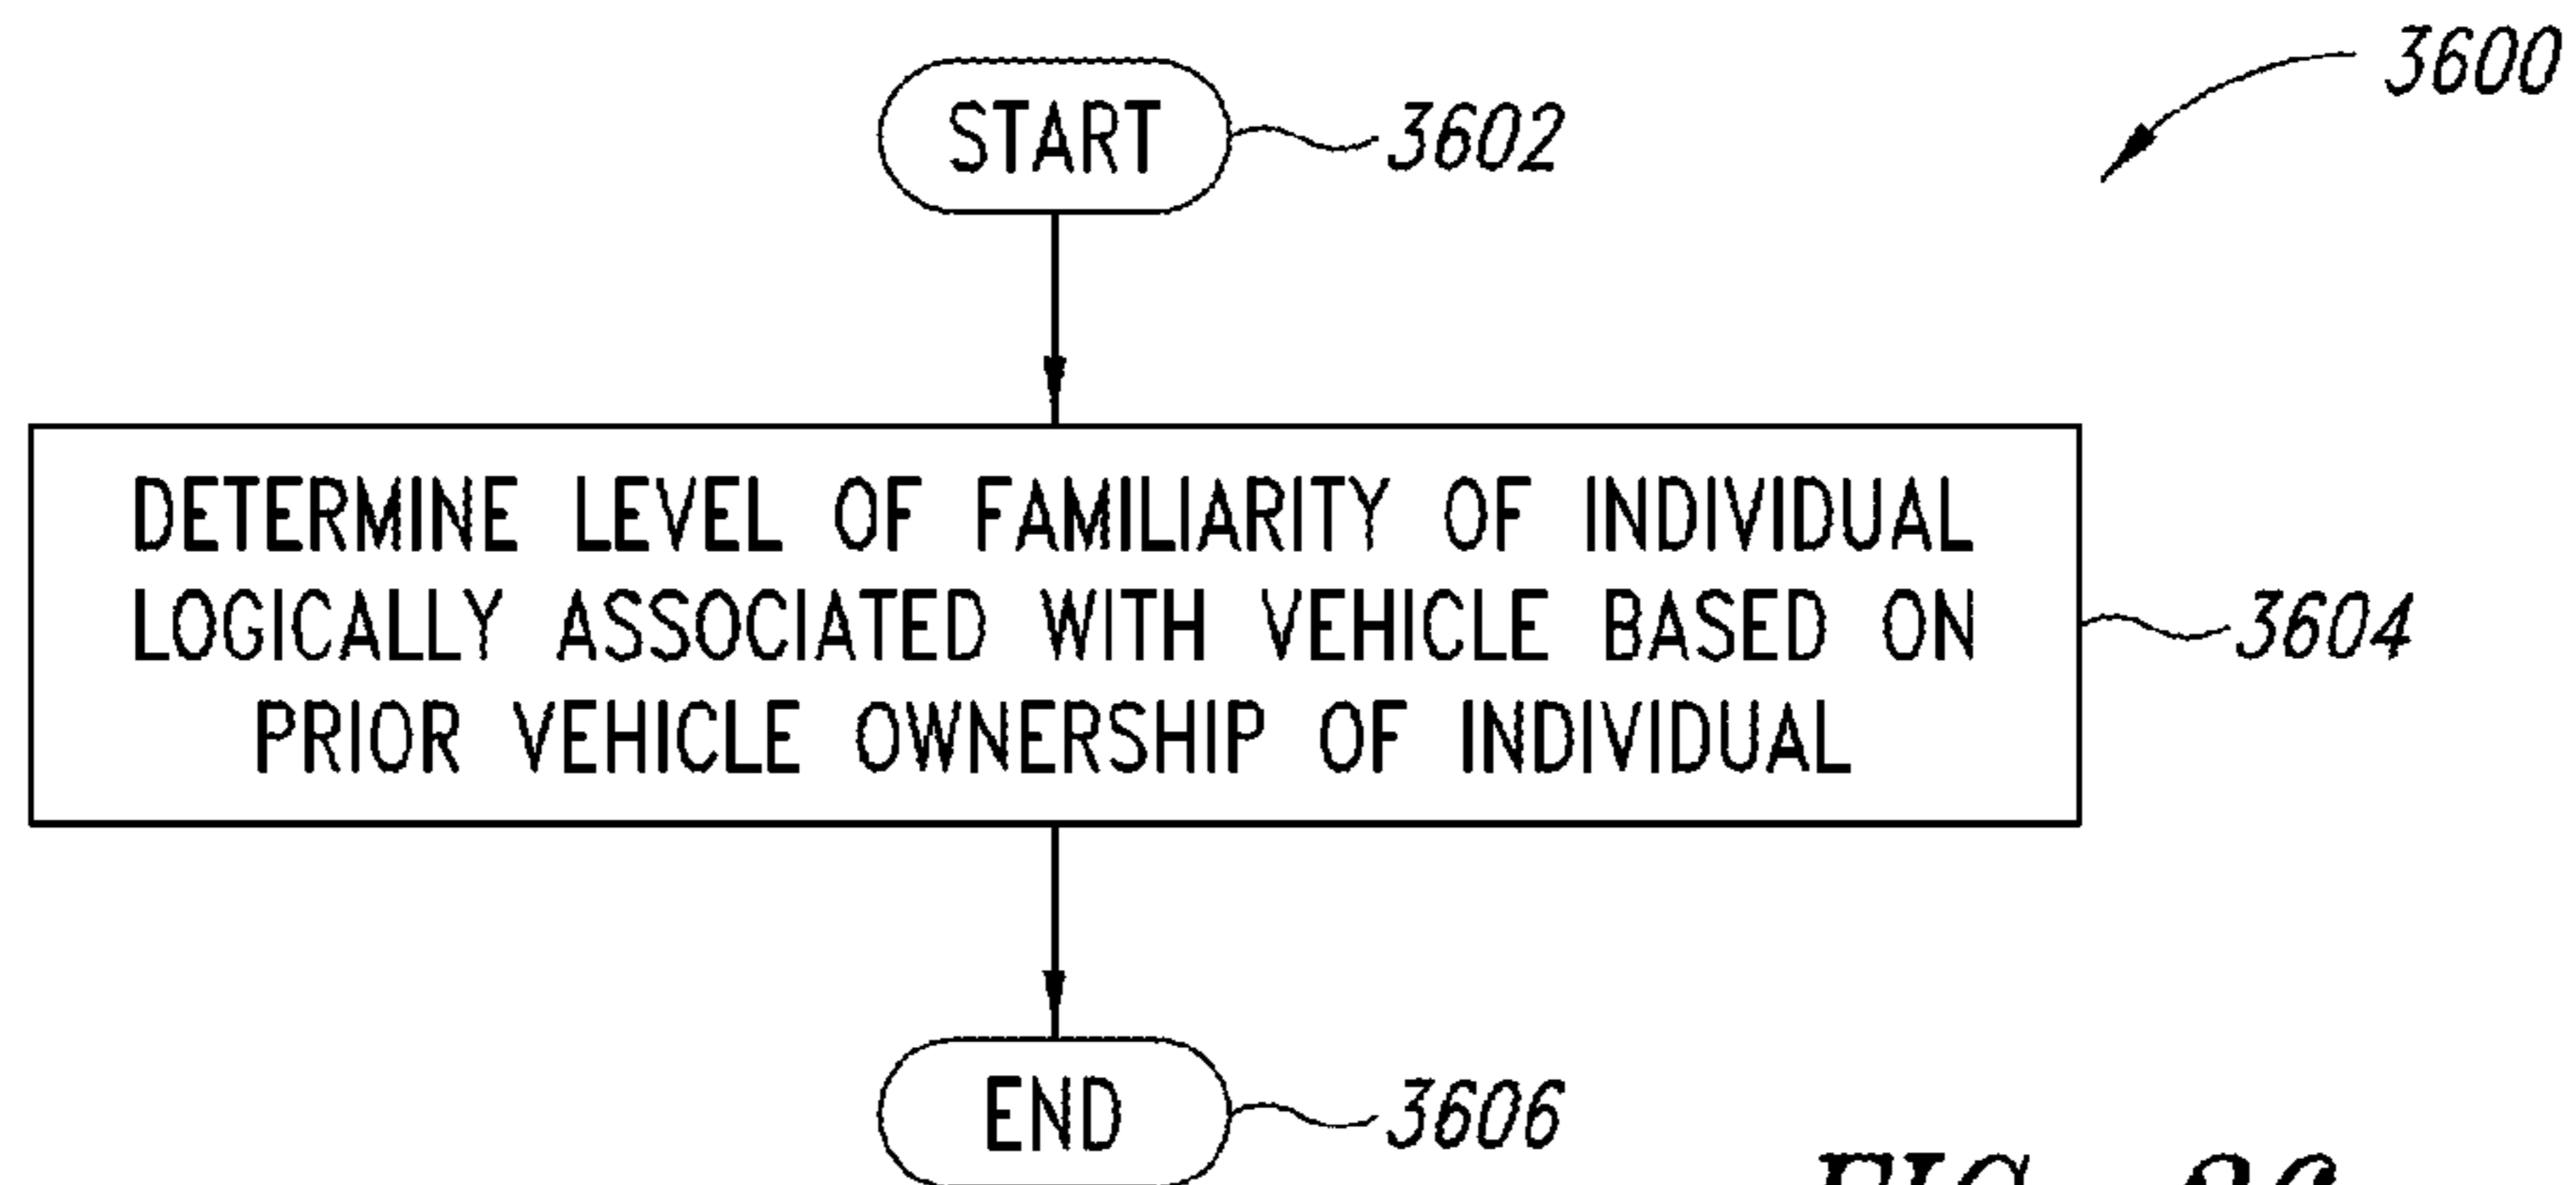 3600
START 3602
DETERMINE LEVEL OF FAMILIARITY OF INDIVIDUAL
LOGICALLY ASSOCIATED WITH VEHICLE BASED ON
PRIOR VEHICLE OWNERSHIP OF INDIVIDUAL
3604
END 3606